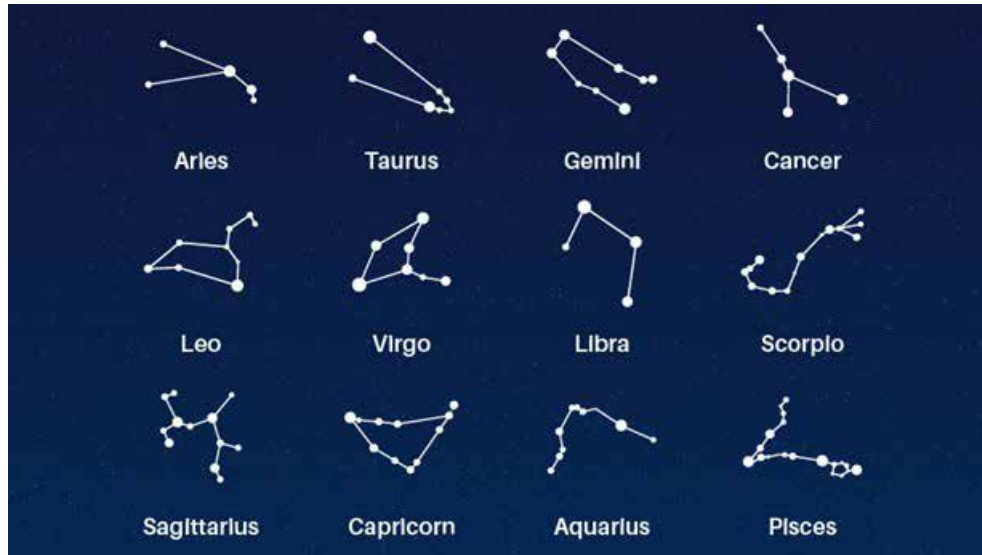 Aries
Taurus
Gemini
Cancer
Leo
Virgo
Libra
Scorpio
Sagittarius
Capricorn
Aquarius
Pisces